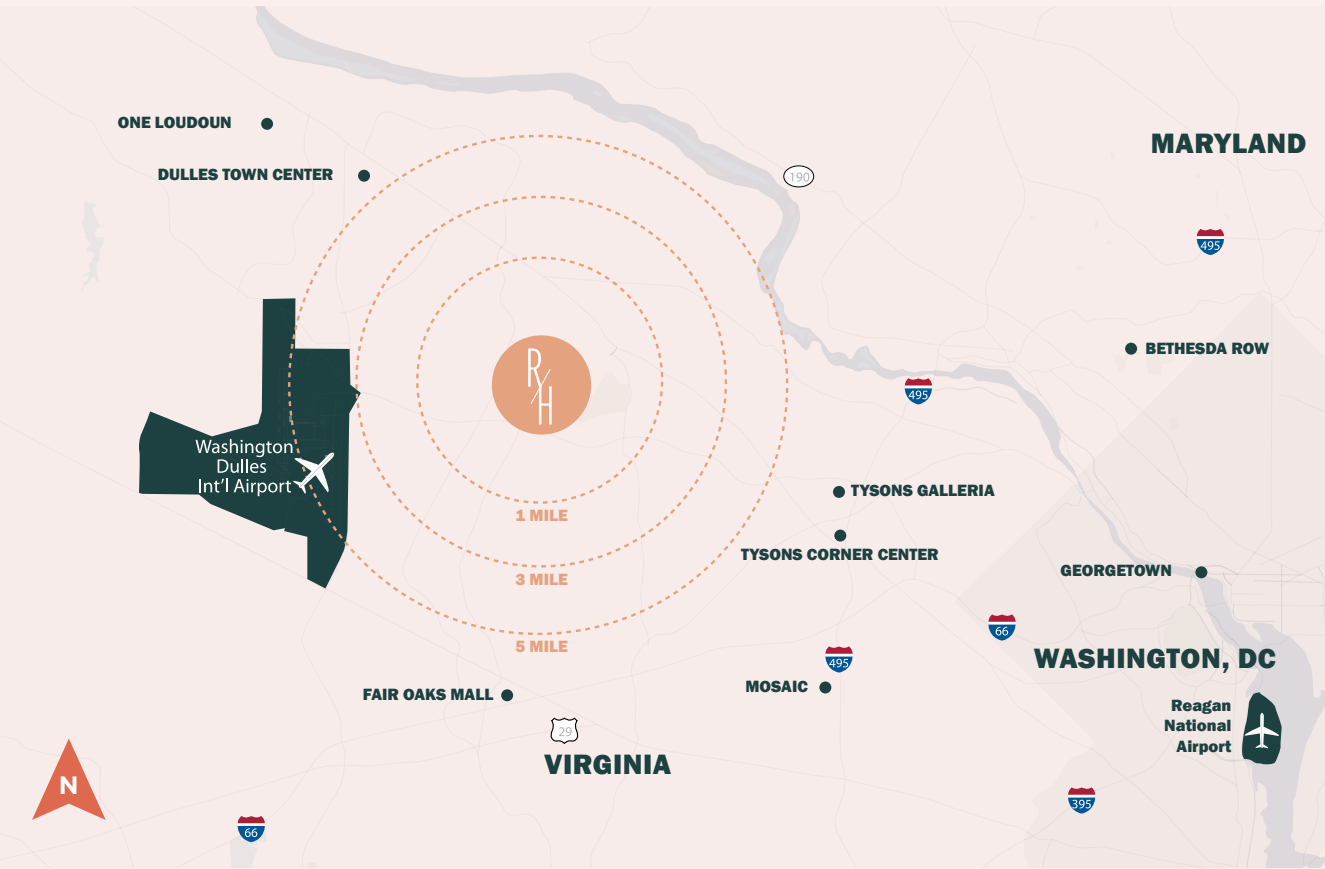 ONE LOUDOUN
DULLES TOWN CENTER
MARYLAND
190
495
BETHESDA ROW
R/H
495
Washington
Dulles
Int'l Airport
TYSONS GALLERIA
1 MILE
TYSONS CORNER CENTER
GEORGETOWN
3 MILE
66
5 MILE
495
WASHINGTON, DC
MOSAIC
FAIR OAKS MALL
Reagan
National
Airport
29
VIRGINIA
N
395
66